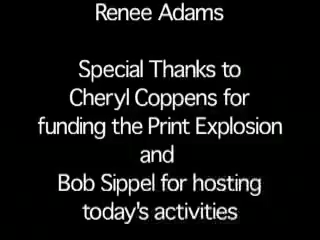 Renee Adams
Special Thanks to
Cheryl Coppens for
funding the Print Explosion
and
Bob Sippel for hosting
today's activities